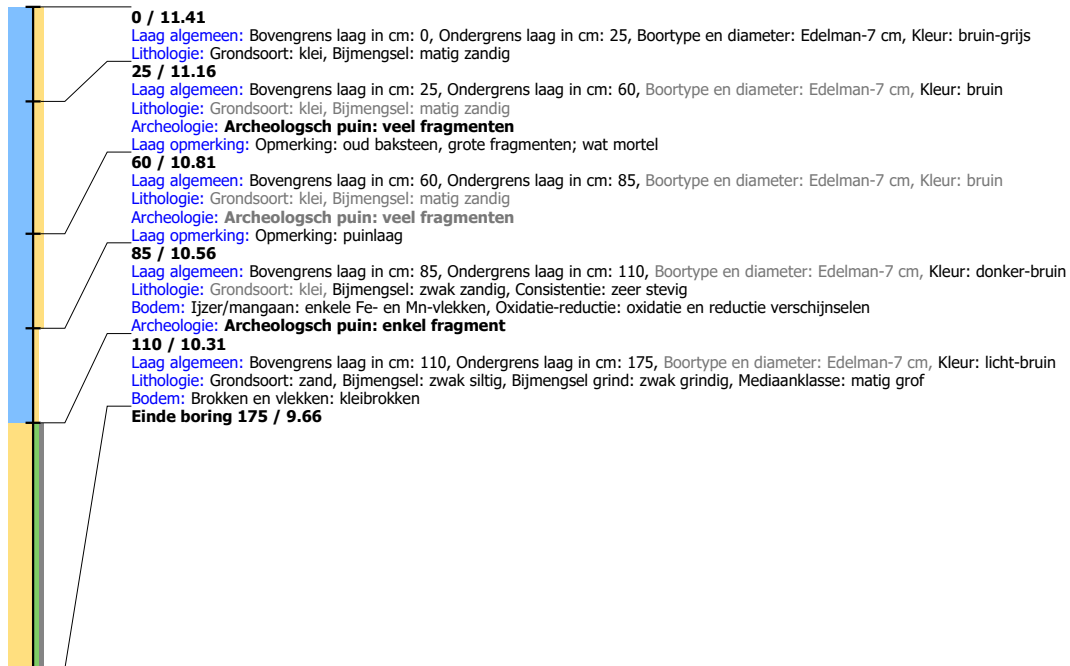 0 / 11.41
Laag algemeen: Bovengrens laag in cm: 0, Ondergrens laag in cm: 25, Boortype en diameter: Edelman-7 cm, Kleur: bruin-grijs
Lithologie: Grondsoort: klei, Bijmengsel: matig zandig
25 / 11.16
Laag algemeen: Bovengrens laag in cm: 25, Ondergrens laag in cm: 60, Boortype en diameter: Edelman-7 cm, Kleur: bruin
Lithologie: Grondsoort: klei, Bijmengsel: matig zandig
Archeologie: Archeologsch puin: veel fragmenten
Laag opmerking: Opmerking: oud baksteen, grote fragmenten; wat mortel
60 / 10.81
Laag algemeen: Bovengrens laag in cm: 60, Ondergrens laag in cm: 85, Boortype en diameter: Edelman-7 cm, Kleur: bruin
Lithologie: Grondsoort: klei, Bijmengsel: matig zandig
Archeologie: Archeologsch puin: veel fragmenten
Laag opmerking: Opmerking: puinlaag
85 / 10.56
Laag algemeen: Bovengrens laag in cm: 85, Ondergrens laag in cm: 110, Boortype en diameter: Edelman-7 cm, Kleur: donker-bruin
Lithologie: Grondsoort: klei, Bijmengsel: zwak zandig, Consistentie: zeer stevig
Bodem: Ijzer/mangaan: enkele Fe- en Mn-vlekken, Oxidatie-reductie: oxidatie en reductie verschijnselen
Archeologie: Archeologsch puin: enkel fragment
110 / 10.31
Laag algemeen: Bovengrens laag in cm: 110, Ondergrens laag in cm: 175, Boortype en diameter: Edelman-7 cm, Kleur: licht-bruin
Lithologie: Grondsoort: zand, Bijmengsel: zwak siltig, Bijmengsel grind: zwak grindig, Mediaanklasse: matig grof
Bodem: Brokken en vlekken: kleibrokken
Einde boring 175 / 9.66